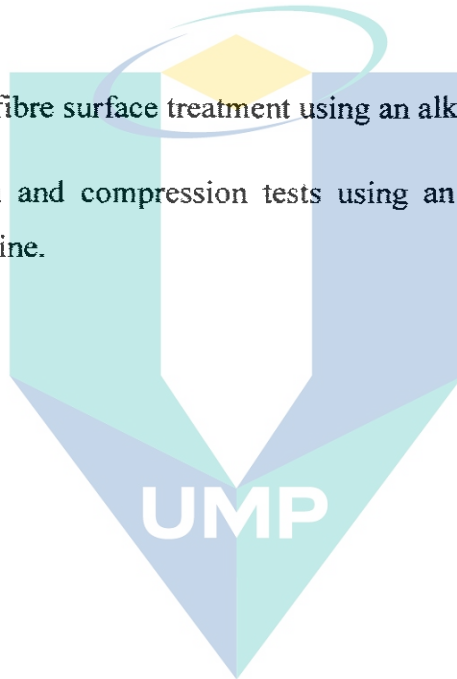 fibre surface treatment using an alk
and compression tests using an
ine.
UMP